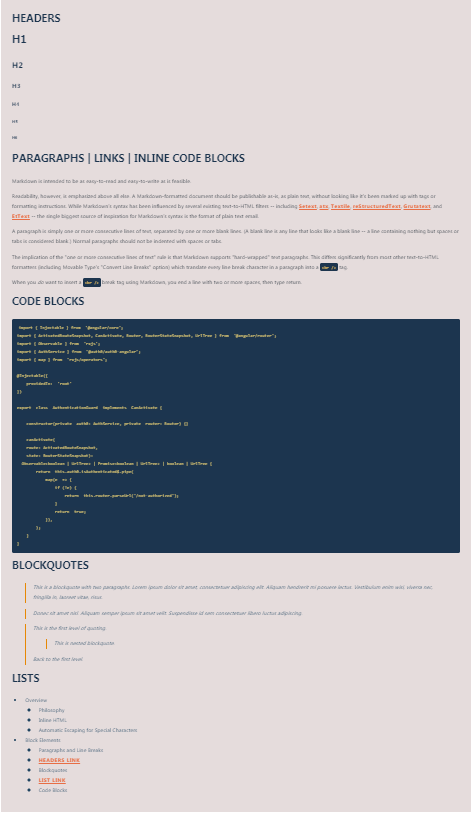 HEADERS
H1
H2
H3
H4
H5
H6
PARAGRAPHS | LINKS | INLINE CODE BLOCKS
Markdown is intended to be as easy-to-read and easy-to-write as is feasible.
Readability, however, is emphasized above all else. A Markdown-formatted document should be publishable as-is, as plain text, without looking like it's been marked up with tags or
formatting instructions. While Markdown's syntax has been influenced by several existing text-to-HTML filters -- including Setext, atx, Textile, reStructuredText, Grutatext, and
EtText -- the single biggest source of inspiration for Markdown's syntax is the format of plain text email.
A paragraph is simply one or more consecutive lines of text, separated by one or more blank lines. (A blank line is any line that looks like a blank line -- a line containing nothing but spaces or
tabs is considered blank.) Normal paragraphs should not be indented with spaces or tabs.
The implication of the "one or more consecutive lines of text" rule is that Markdown supports "hard-wrapped" text paragraphs. This differs significantly from most other text-to-HTML
formatters (including Movable Type's "Convert Line Breaks" option) which translate every line break character in a paragraph into a <br /> tag.
When you do want to insert a <br /> break tag using Markdown, you end a line with two or more spaces, then type return.
CODE BLOCKS
import { Injectable } from '@angular/core';
import { ActivatedRouteSnapshot, CanActivate, Router, RouterStateSnapshot, UrlTree } from '@angular/router';
import { Observable } from 'rxjs';
import { AuthService } from '@auth0/auth0-angular';
import { map } from 'rxjs/operators';
@Injectable({
providedIn: 'root'
})
export class AuthenticationGuard implements CanActivate {
constructor(private auth0: AuthService, private router: Router) {}
canActivate(
route: ActivatedRouteSnapshot,
state: RouterStateSnapshot):
Observable<boolean | UrlTree> | Promise<boolean | UrlTree> | boolean | UrlTree {
return this.auth0.isAuthenticated$.pipe(
map(e => {
if (!e) {
return this.router.parseUrl("/not-authorized");
}
return true;
}),
);
}
}
BLOCKQUOTES
This is a blockquote with two paragraphs. Lorem ipsum dolor sit amet, consectetuer adipiscing elit. Aliquam hendrerit mi posuere lectus. Vestibulum enim wisi, viverra nec,
fringilla in, laoreet vitae, risus.
Donec sit amet nisl. Aliquam semper ipsum sit amet velit. Suspendisse id sem consectetuer libero luctus adipiscing.
This is the first level of quoting.
This is nested blockquote.
Back to the first level.
LISTS
Overview
Philosophy
Inline HTML
Automatic Escaping for Special Characters
Block Elements
Paragraphs and Line Breaks
HEADERS LINK
Blockquotes
LIST LINK
Code Blocks